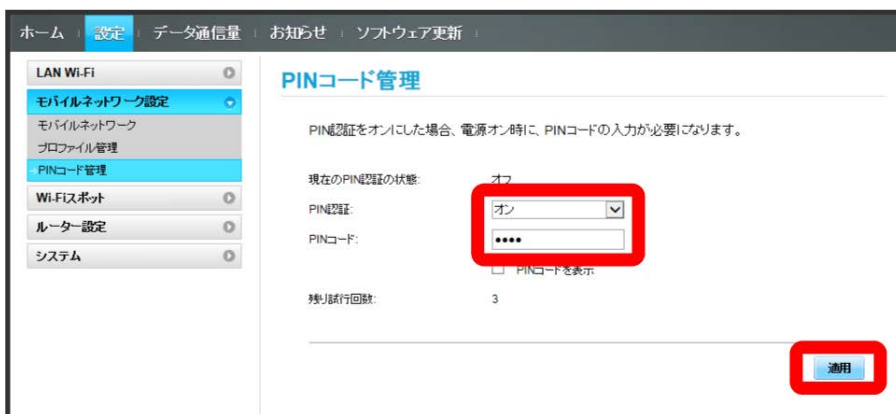 ホーム 設定 データ通信量 お知らせ ソフトウェア更新
LAN Wi-Fi
モバイルネットワーク設定
モバイルネットワーク
プロファイル管理
PINコード管理
Wi-Fiスポット
ルーター設定
システム
PINコード管理
PIN認証をオンにした場合、電源オン時に、PINコードの入力が必要になります。
現在のPIN認証の状態: オフ
PIN認証: オン
PINコード: ••••
PINコードを表示
残り試行回数: 3
適用